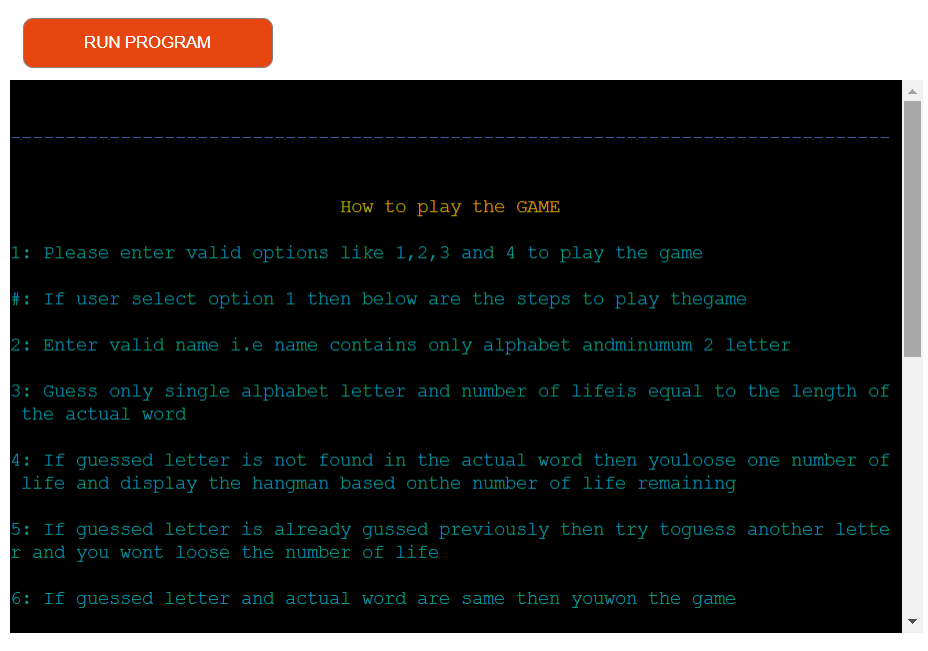 RUN PROGRAM
--------------------------------------------------------------------------------
How to play the GAME
1: Please enter valid options like 1,2,3 and 4 to play the game
#: If user select option 1 then below are the steps to play thegame
2: Enter valid name i.e name contains only alphabet andminumum 2 letter
3: Guess only single alphabet letter and number of lifeis equal to the length of
the actual word
4: If guessed letter is not found in the actual word then youloose one number of
life and display the hangman based onthe number of life remaining
5: If guessed letter is already gussed previously then try toguess another lette
r and you wont loose the number of life
6: If guessed letter and actual word are same then youwon the game